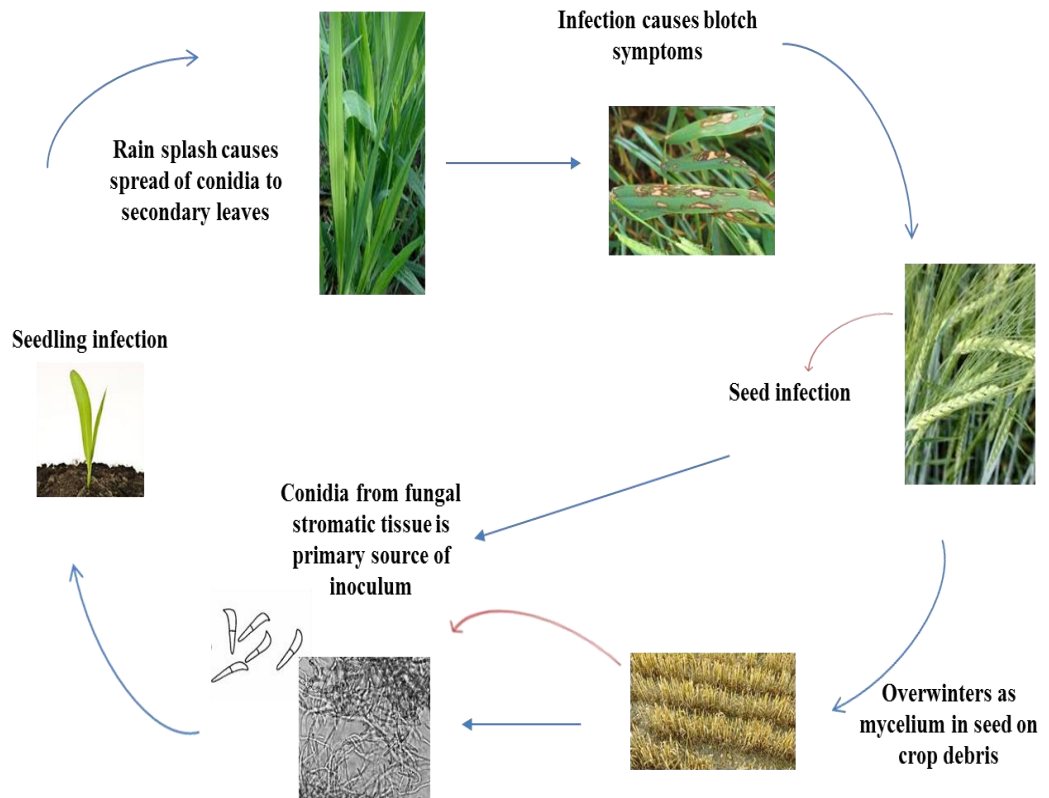 Infection causes blotch
symptoms
Rain splash causes
spread of conidia to
secondary leaves
Seedling infection
Seed infection
Conidia from fungal
stromatic tissue is
primary source of
inoculum
Overwinters as
mycelium in seed on
crop debris